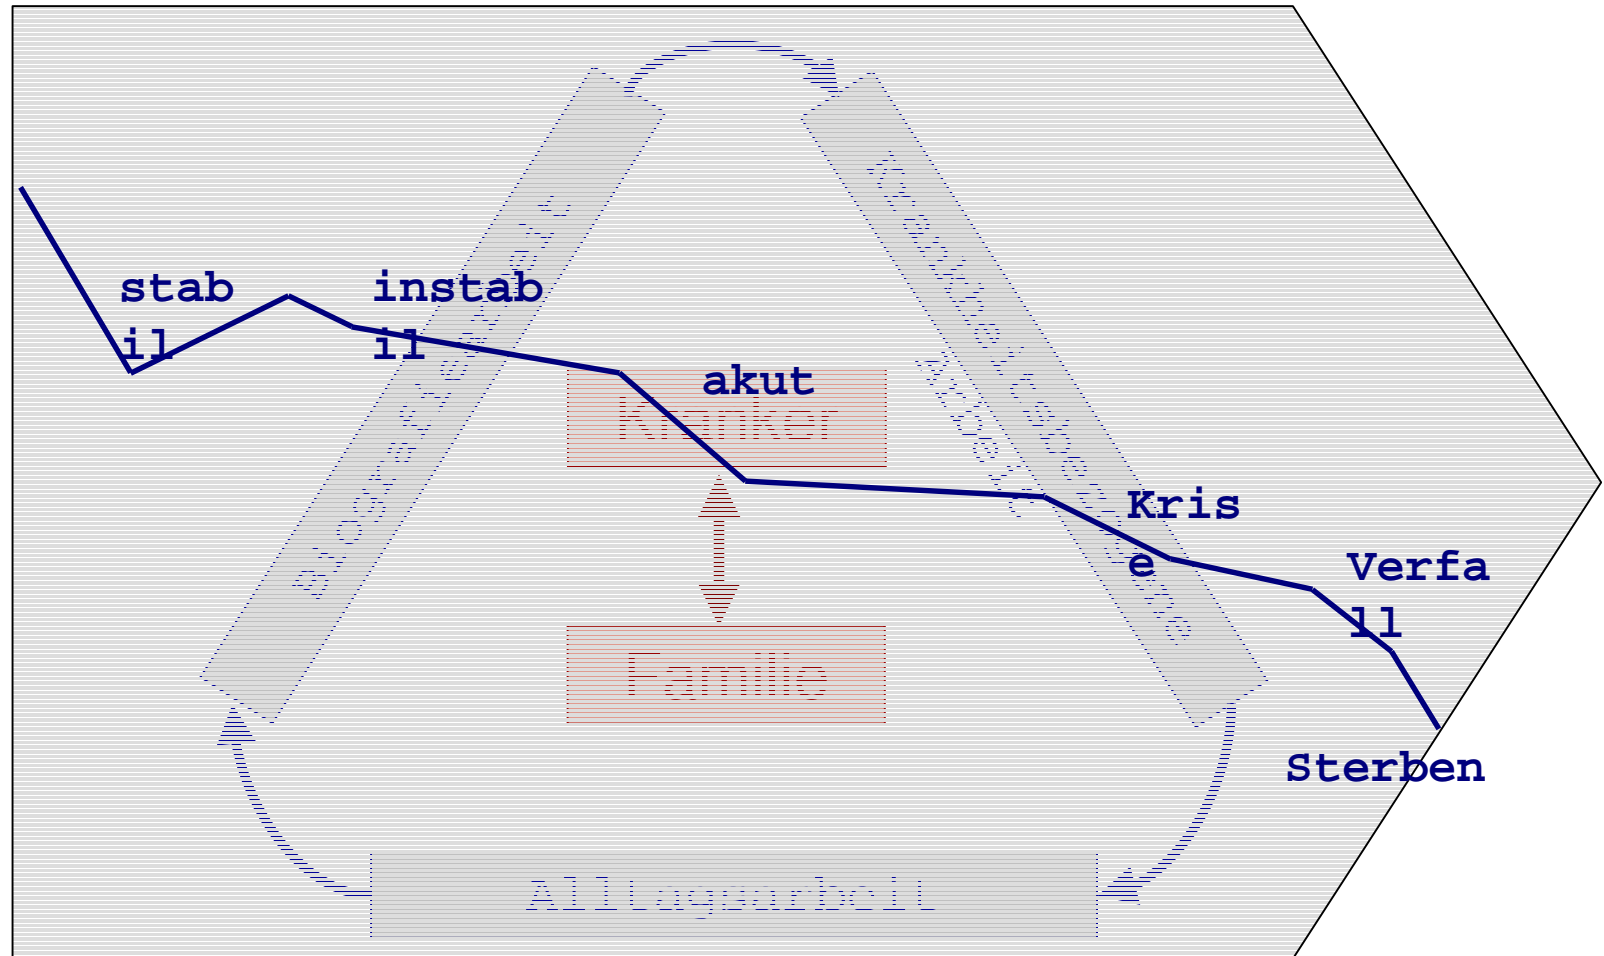 stab
il
instab
il
akut
Kranker
Kris
e
Verfa
ll
Familie
Sterben
Alltagsarbeit